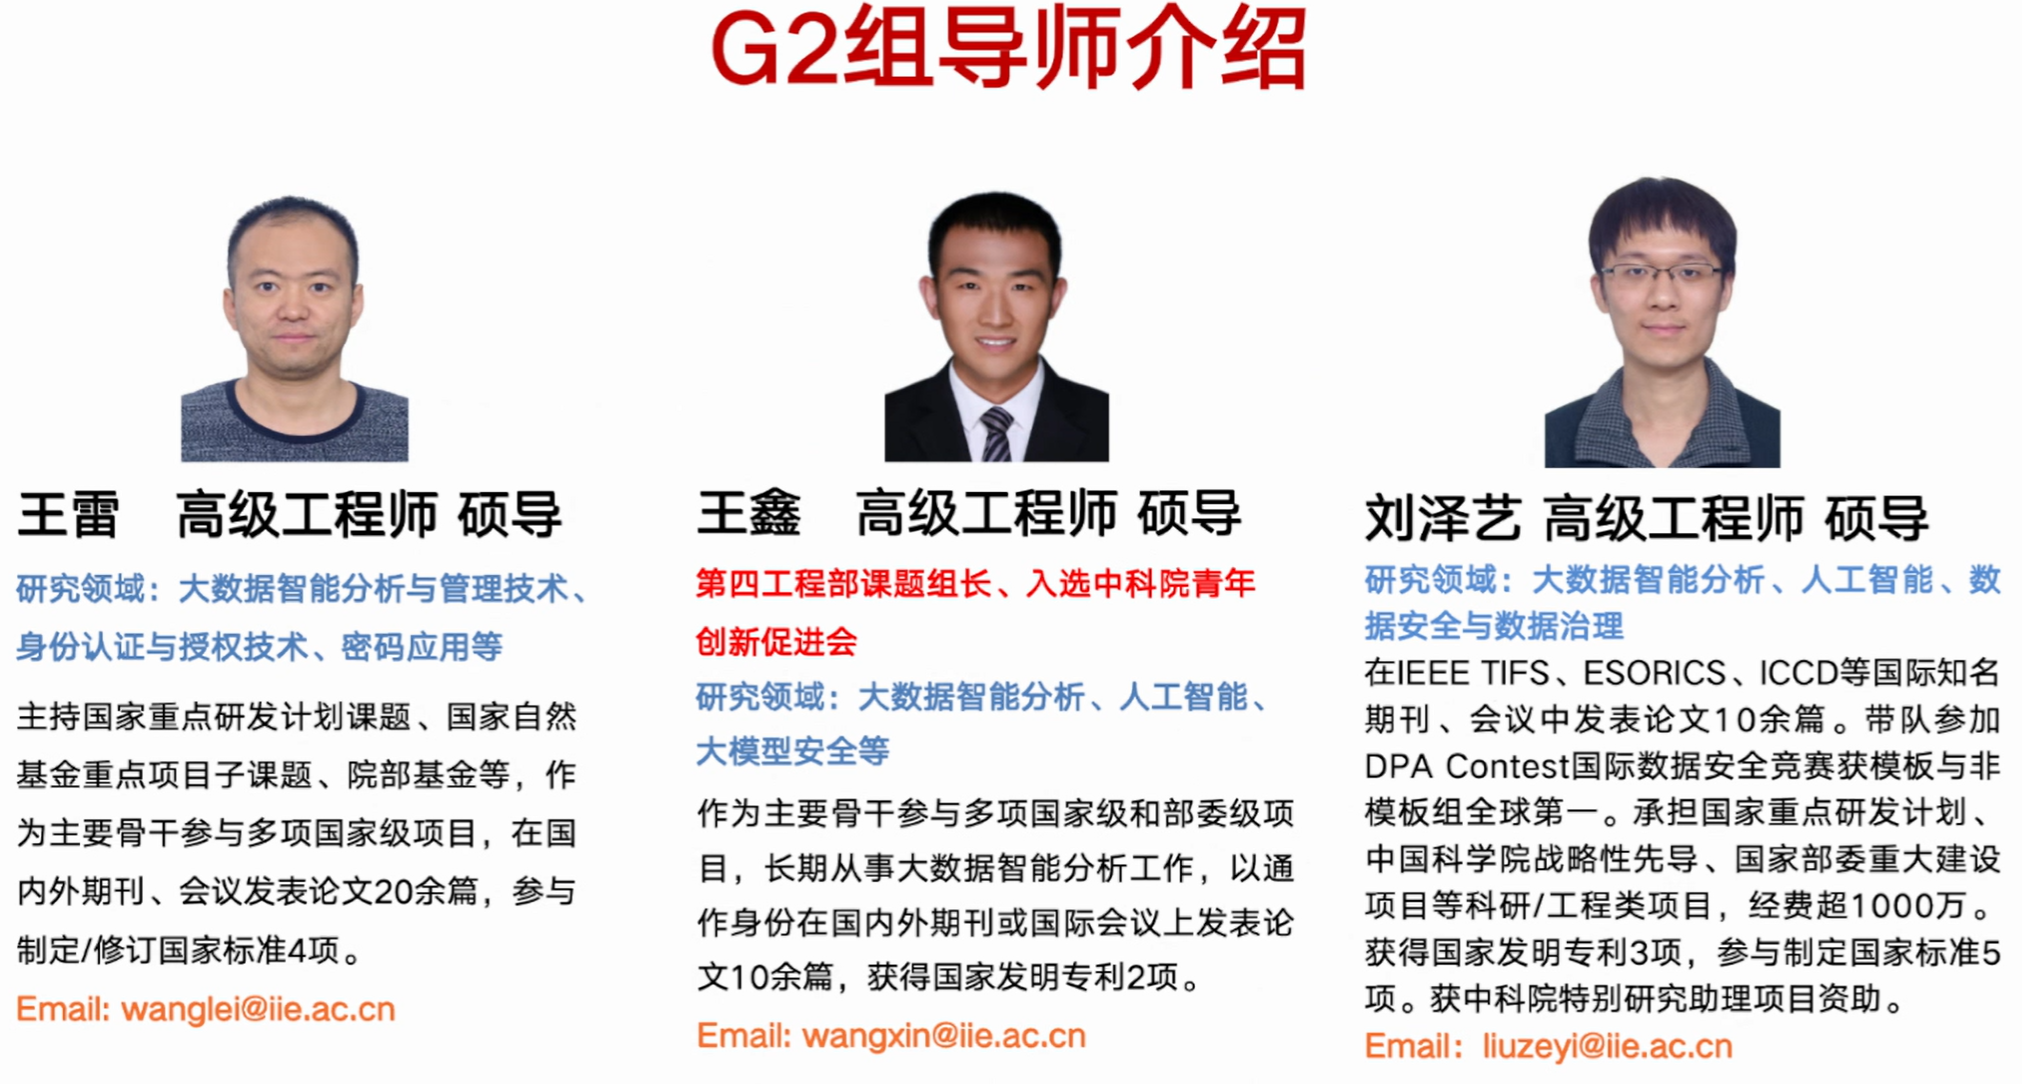 G2组导师介绍
王雷 高级工程师 硕导
研究领域：大数据智能分析与管理技术、
身份认证与授权技术、密码应用等
主持国家重点研发计划课题、国家自然
基金重点项目子课题、院部基金等，作
为主要骨干参与多项国家级项目，在国
内外期刊、会议发表论文20余篇，参与
制定/修订国家标准4项。
Email: wanglei@iie.ac.cn
王鑫 高级工程师 硕导
第四工程部课题组长、入选中科院青年
创新促进会
研究领域：大数据智能分析、人工智能、
大模型安全等
作为主要骨干参与多项国家级和部委级项
目，长期从事大数据智能分析工作，以通
作身份在国内外期刊或国际会议上发表论
文10余篇，获得国家发明专利2项。
Email: wangxin@iie.ac.cn
刘泽艺 高级工程师 硕导
研究领域：大数据智能分析、人工智能、数
据安全与数据治理
在IEEE TIFS、ESORICS、ICCD等国际知名
期刊、会议中发表论文10余篇。带队参加
DPA Contest国际数据安全竞赛获模板与非
模板组全球第一。承担国家重点研发计划、
中国科学院战略性先导、国家部委重大建设
项目等科研/工程类项目，经费超1000万。
获得国家发明专利3项，参与制定国家标准5
项。获中科院特别研究助理项目资助。
Email：liuzeyi@iie.ac.cn